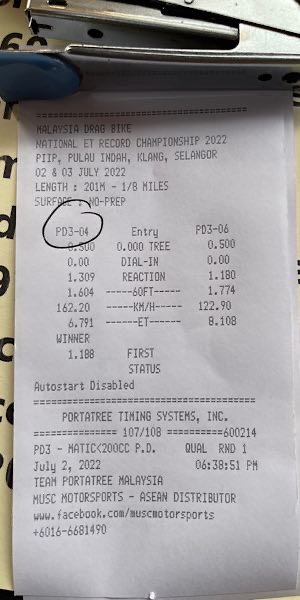 MALAYSIA DRAG BIKE
NATIONAL ET RECORD CHAMPIONSHIP 2022
PIIP, PULAU INDAH, KLANG, SELANGOR
02 & 03 JULY 2022
LENGTH : 201M - 1/8 MILES
SURFACE : NO-PREP
PD3-04 Entry PD3-06
0.500 0.000 TREE 0.500
0.00 DIAL-IN 0.00
1.309 REACTION 1.180
1.604 -----60FT----- 1.774
162.20 -----KM/H----- 122.90
6.791 ------ET------ 8.108
WINNER
1.188 FIRST
STATUS
Autostart Disabled
PORTATREE TIMING SYSTEMS, INC.
============== 107/108 ==========600214
PD3 - MATIC<200CC P.D. QUAL RND 1
July 2, 2022 06:38:51 PM
TEAM PORTATREE MALAYSIA
MUSC MOTORSPORTS - ASEAN DISTRIBUTOR
www.facebook.com/muscmotorsports
+6016-6681490